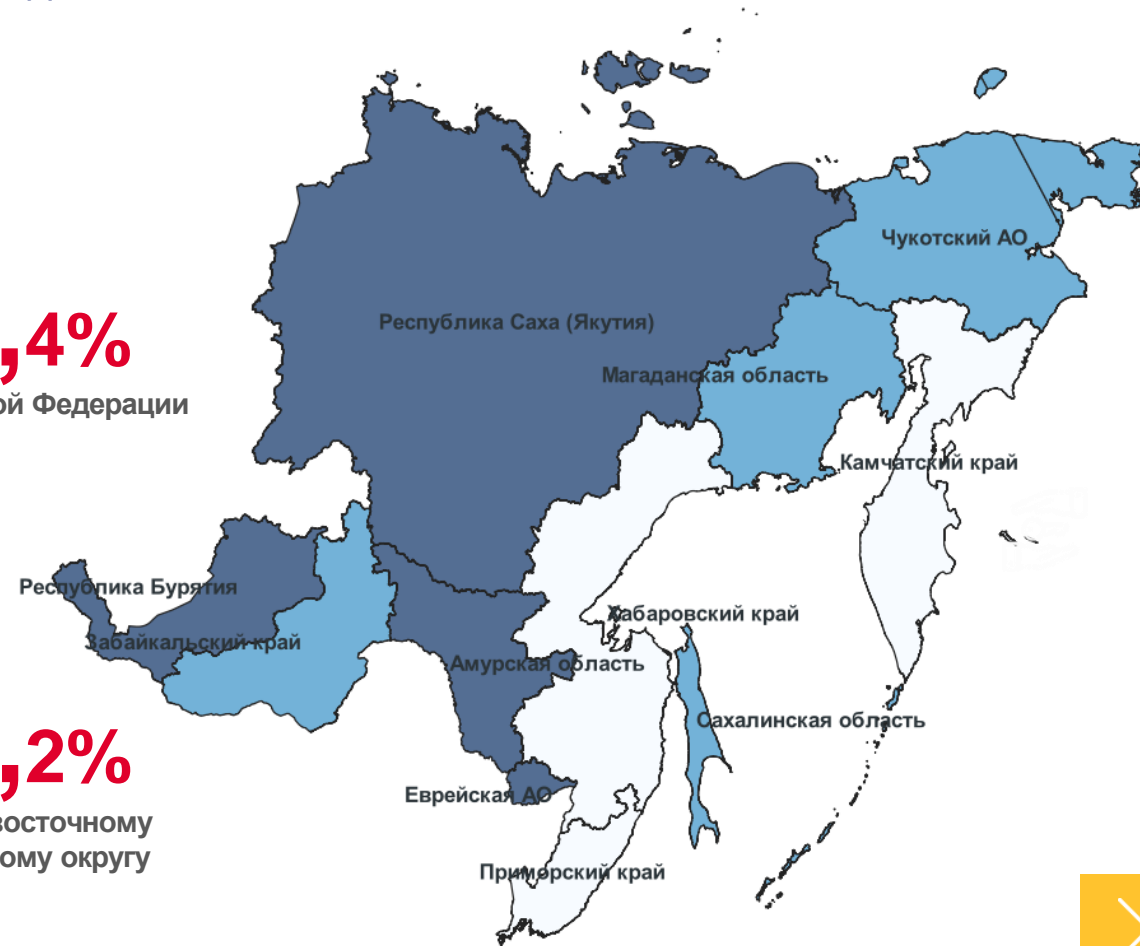 Чукотский АО
Республика Саха (Якутия)
,4%
Магаданская область
ой Федерации
Камчатский край
Республика Бурятия
Хабаровский край
Забайкальский край
Амурская область
Сахалинская область
,2%
Еврейская АО
восточному
ому округу
Приморский край